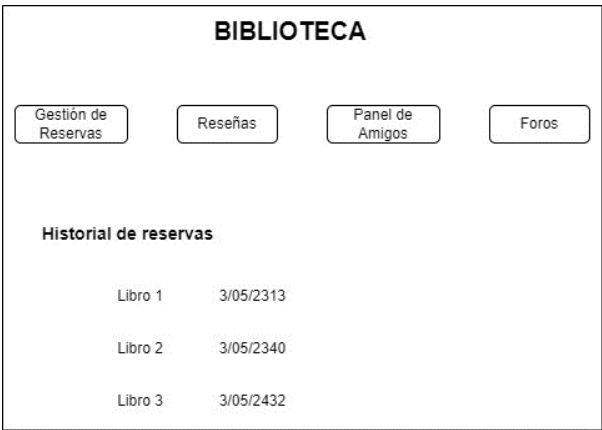 BIBLIOTECA
Gestión de
Reservas
Reseñas
Panel de
Amigos
Foros
Historial de reservas
Libro 1 3/05/2313
Libro 2 3/05/2340
Libro 3 3/05/2432